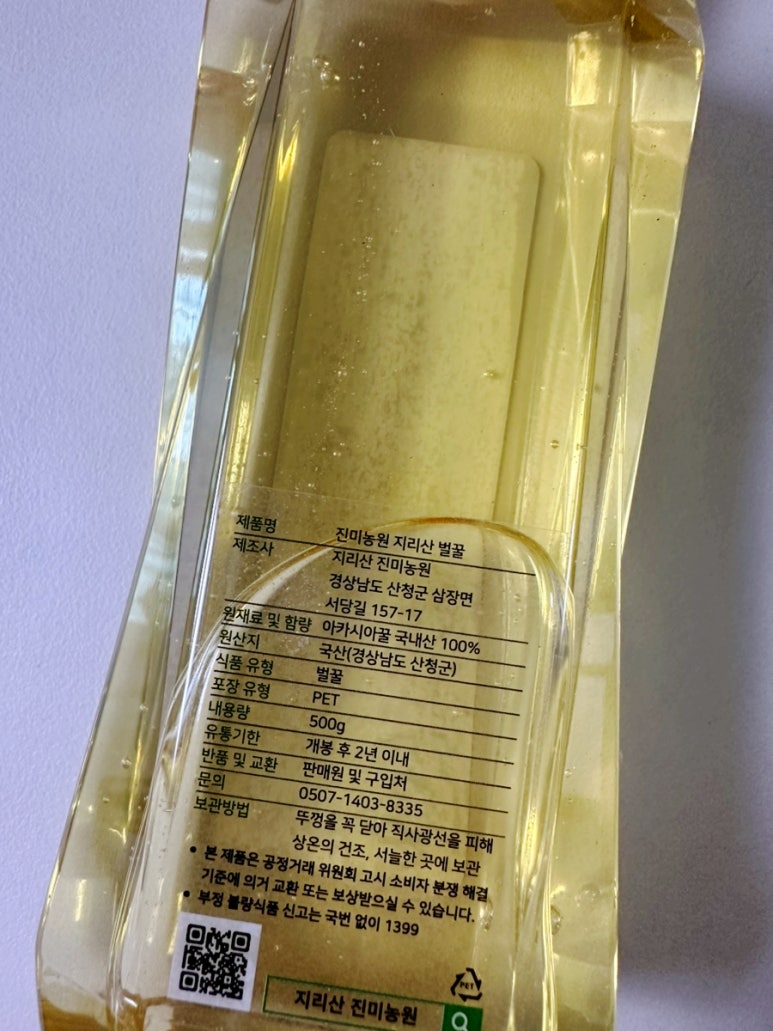 제품명 진미농원 지리산 벌꿀
제조사 지리산 진미농원
경상남도 산청군 삼장면
서당길 157-17
원재료 및 함량 아카시아꿀 국내산 100%
원산지 국산(경상남도 산청군)
식품 유형 벌꿀
포장 유형 PET
내용량 500g
유통기한 개봉 후 2년 이내
반품 및 교환 판매원 및 구입처
문의 0507-1403-8335
보관방법 뚜껑을 꼭 닫아 직사광선을 피해
상온의 건조, 서늘한 곳에 보관
• 본 제품은 공정거래 위원회 고시 소비자 분쟁 해결
기준에 의거 교환 또는 보상받으실 수 있습니다.
• 부정 불량식품 신고는 국번 없이 1399
PET
지리산 진미농원